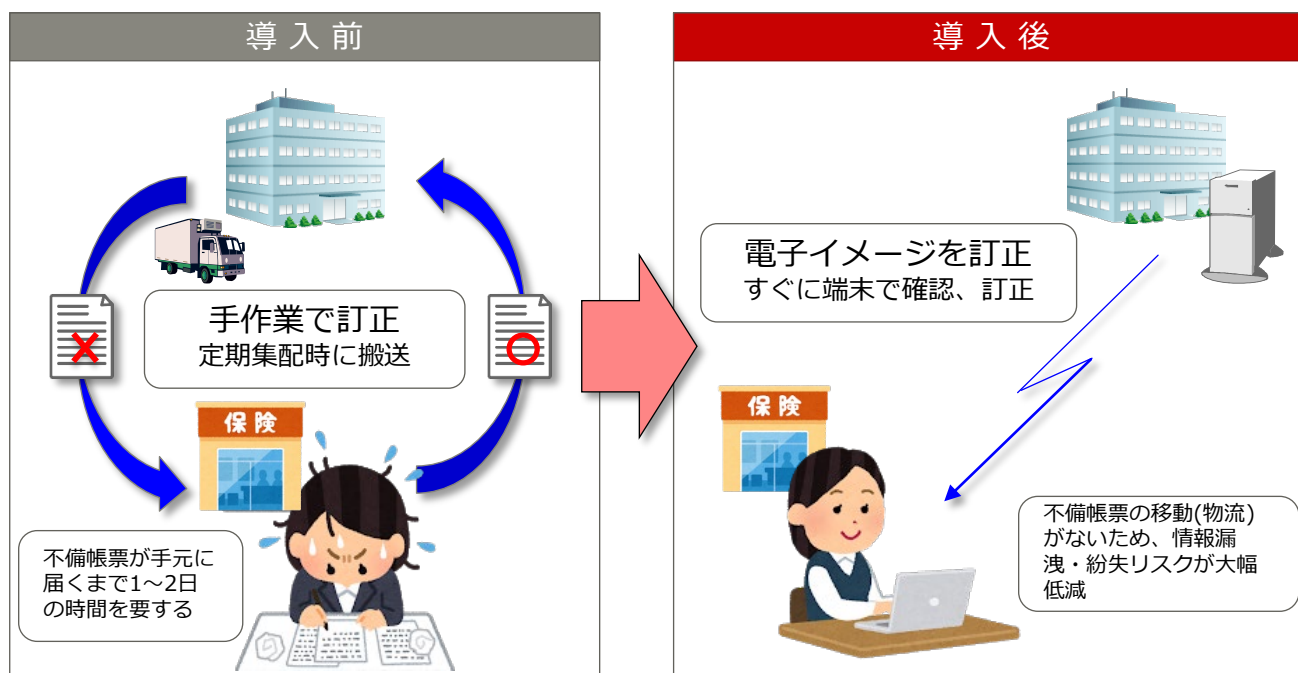 導入前
手作業で訂正
定期集配時に搬送
保険
不備帳票が手元に
届くまで1～2日
の時間を要する
導入後
電子イメージを訂正
すぐに端末で確認、訂正
保険
不備帳票の移動(物流)
がないため、情報漏
洩・紛失リスクが大幅
低減